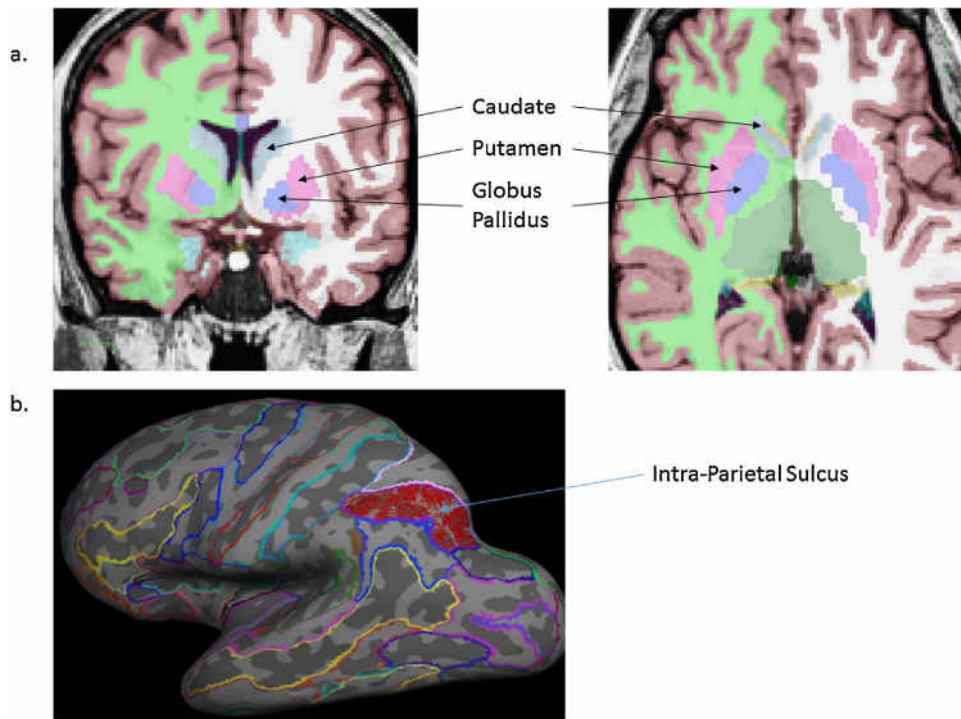 a.
Caudate
Putamen
Globus
Pallidus
b.
Intra-Parietal Sulcus